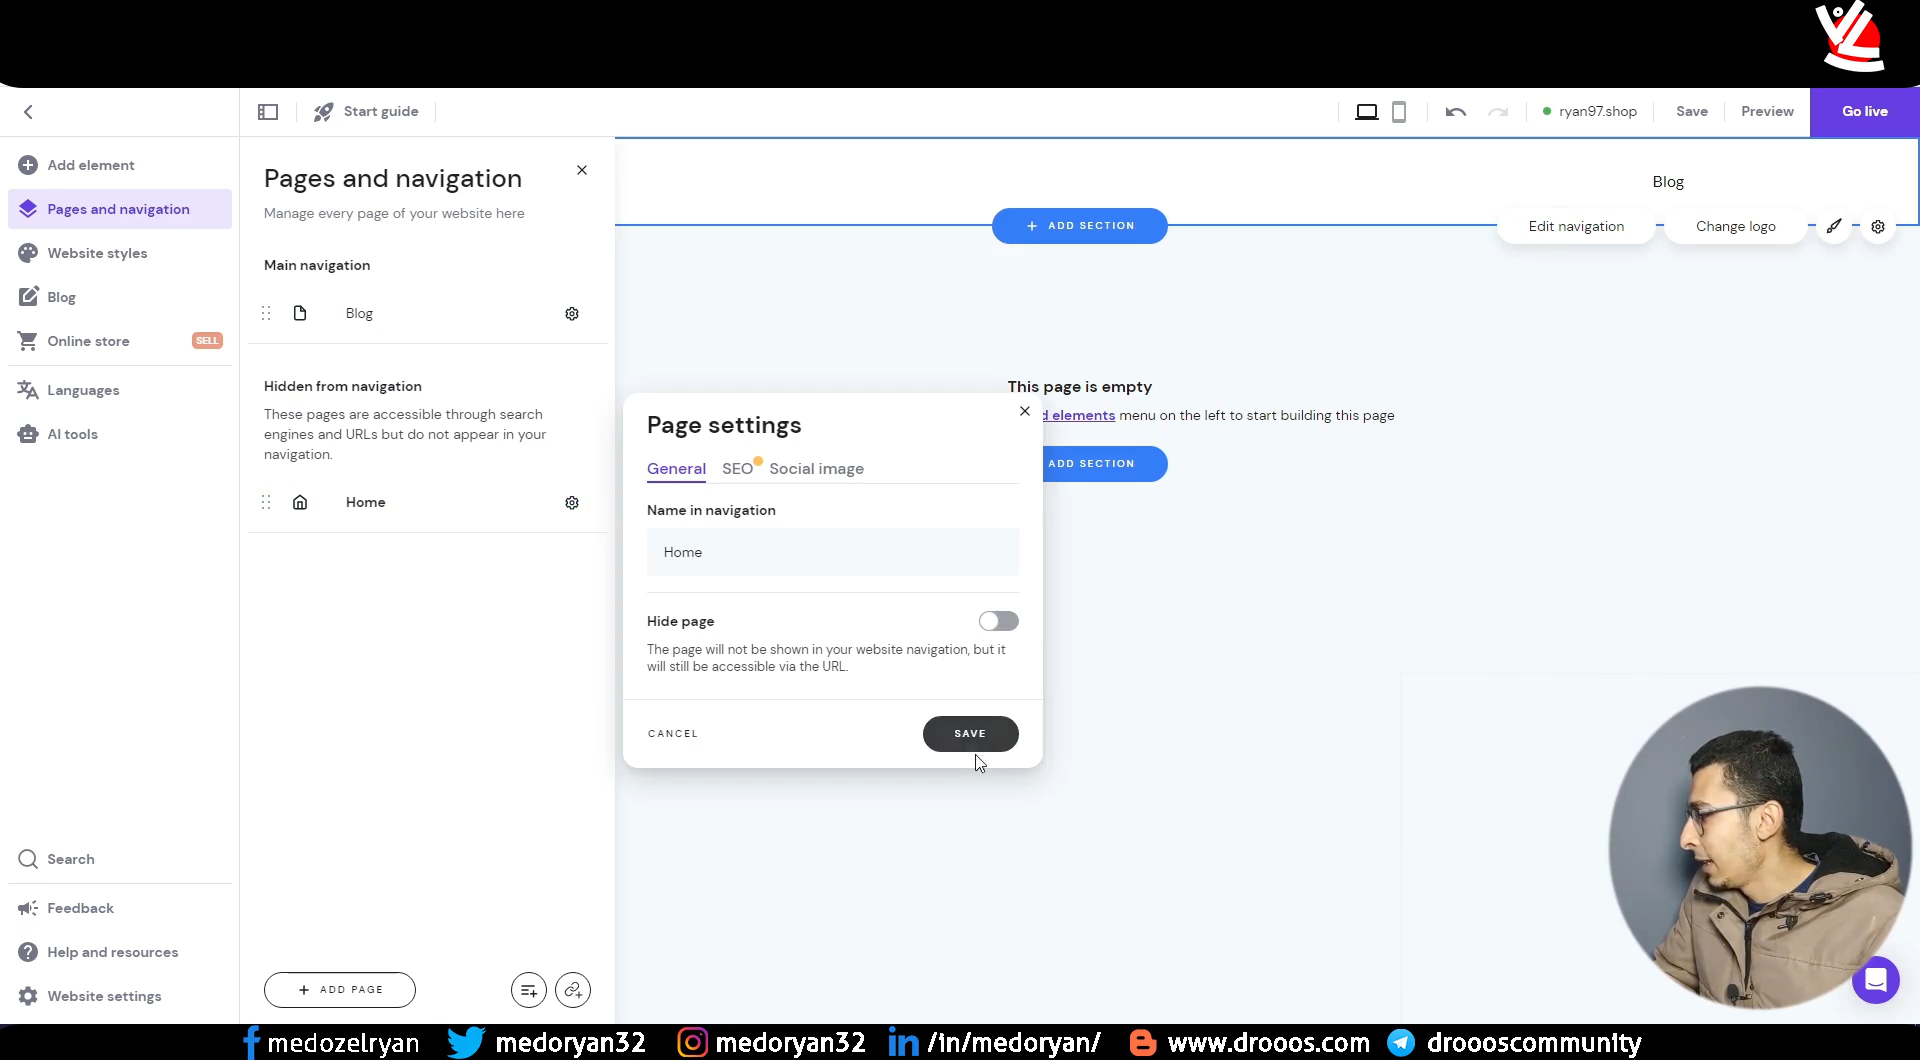 Start guide
ryan97.shop
Save
Preview
Go live
Add element
Pages and navigation
Website styles
Blog
Online store
SELL
Languages
AI tools
Search
Feedback
Help and resources
Website settings
Pages and navigation
Manage every page of your website here
Main navigation
Blog
Hidden from navigation
These pages are accessible through search
engines and URLs but do not appear in your
navigation.
Home
ADD PAGE
Blog
ADD SECTION
Edit navigation
Change logo
This page is empty
d elements menu on the left to start building this page
ADD SECTION
Page settings
General
SEO
Social image
Name in navigation
Home
Hide page
The page will not be shown in your website navigation, but it
will still be accessible via the URL.
CANCEL
SAVE
medozelryan
medoryan32
medoryan32
/in/medoryan/
www.drooos.com
droooscommunity